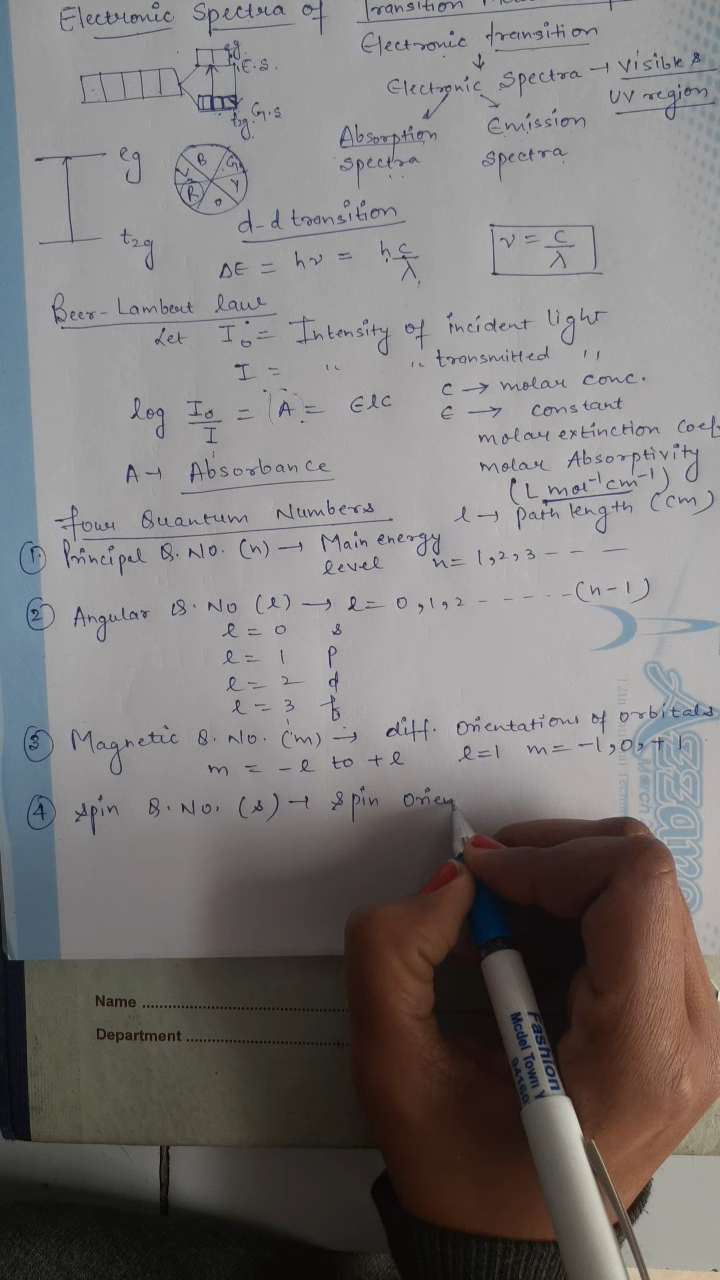 Electronic Spectra of Transition
Electronic transition
Electronic Spectra → Visible &
UV region
eg
E.S.
t2g G.S
Absorption Emission
Spectra Spectra
eg
B
V
R
O
Y
t2g
d-d transition
ΔE = hν = h c/λ
ν = c/λ
Beer-Lambert law
Let I₀ = Intensity of incident light
I = " " transmitted "
c → molar conc.
log I₀/I = A = ϵlc
ϵ → constant
molar extinction Coef
molar Absorptivity
(L mol⁻¹cm⁻¹)
A → Absorbance
l → path length (cm)
Four Quantum Numbers
① Principal Q.No. (n) → Main energy
level n = 1,2,3 - - —
② Angular Q.No (l) → l = 0,1,2 - - - - - (n-1)
l = 0 s
l = 1 p
l = 2 d
l = 3 f
③ Magnetic Q.No. (m) → diff. Orientations of orbitals
m = -l to +l l=1 m = -1,0,+1
④ Spin Q.No. (s) → Spin Orien
Name
Department
Fashion
Model Town Y